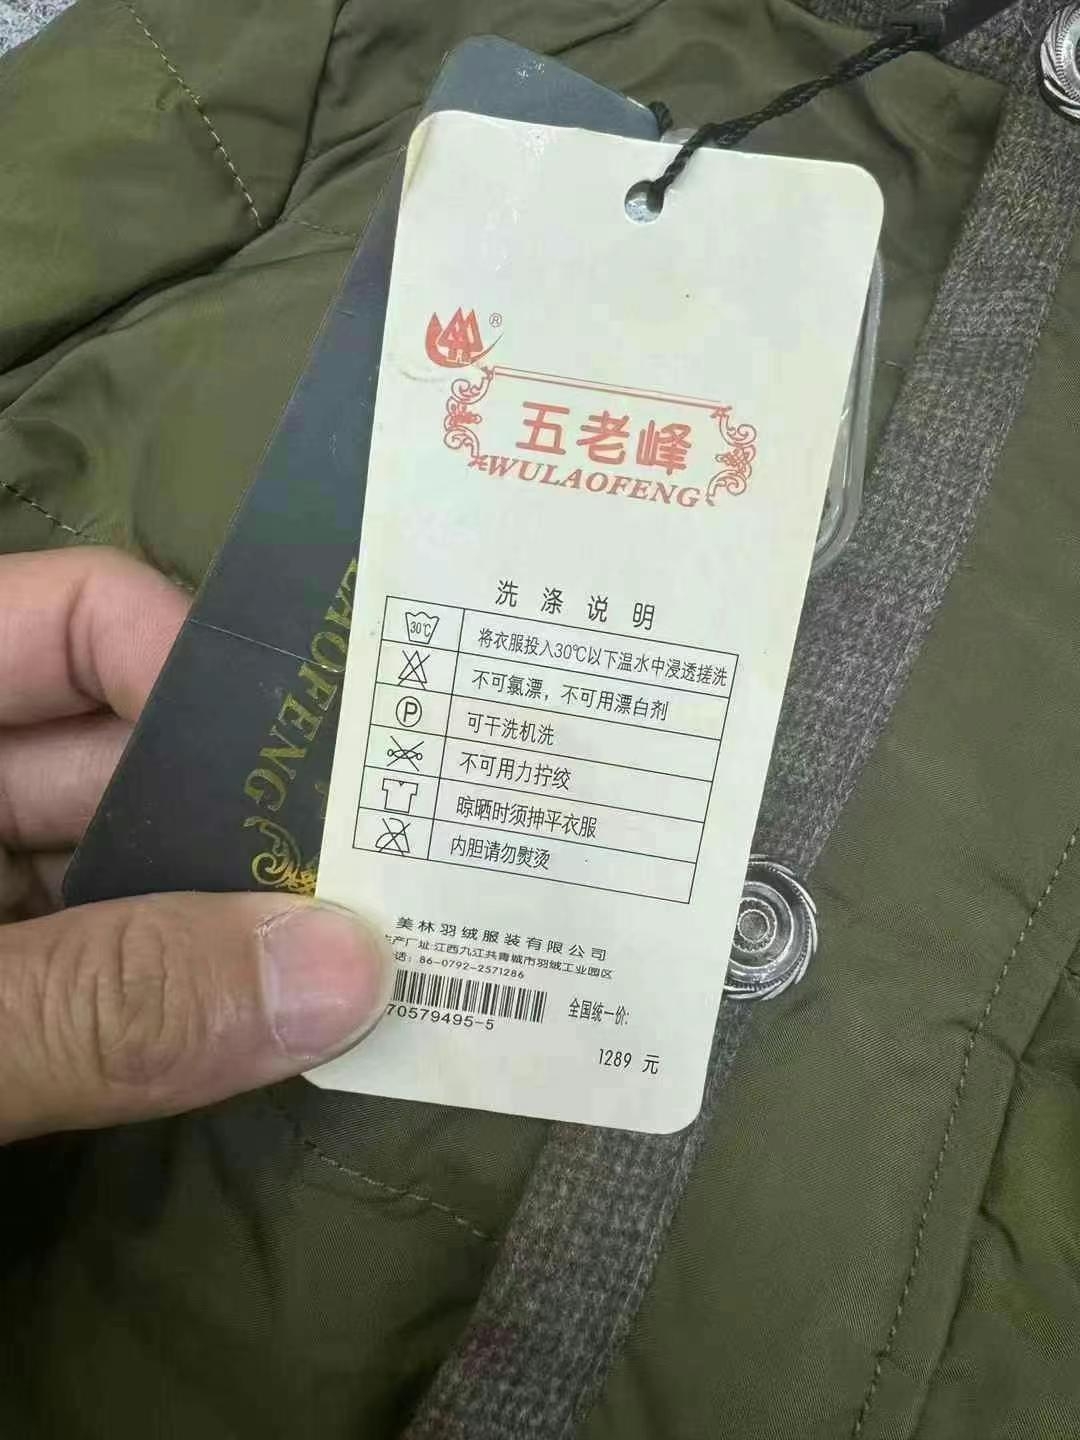 ®
五老峰
WULAOFENG
洗涤说明
30℃
将衣服投入30℃以下温水中浸透搓洗
不可氯漂，不可用漂白剂
P
可干洗机洗
不可用力拧绞
晾晒时须抻平衣服
内胆请勿熨烫
美林羽绒服装有限公司
产厂址:江西九江共青城市羽绒工业园区
话：86-0792-2571286
70579495-5
全国统一价:
1289 元
LAOFENG